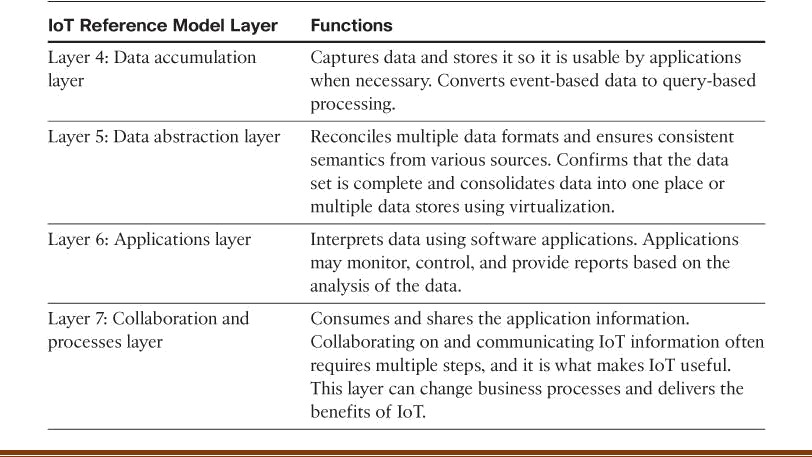 IoT Reference Model Layer Functions
Layer 4: Data accumulation
layer
Captures data and stores it so it is usable by applications
when necessary. Converts event-based data to query-based
processing.
Layer 5: Data abstraction layer
Reconciles multiple data formats and ensures consistent
semantics from various sources. Confirms that the data
set is complete and consolidates data into one place or
multiple data stores using virtualization.
Layer 6: Applications layer
Interprets data using software applications. Applications
may monitor, control, and provide reports based on the
analysis of the data.
Layer 7: Collaboration and
processes layer
Consumes and shares the application information.
Collaborating on and communicating IoT information often
requires multiple steps, and it is what makes IoT useful.
This layer can change business processes and delivers the
benefits of IoT.